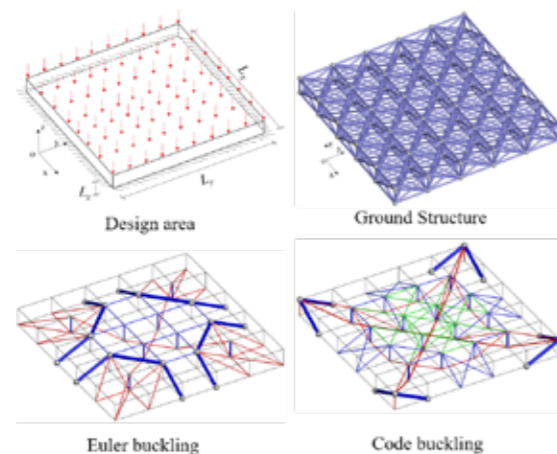 Design area
Ground Structure
Euler buckling
Code buckling